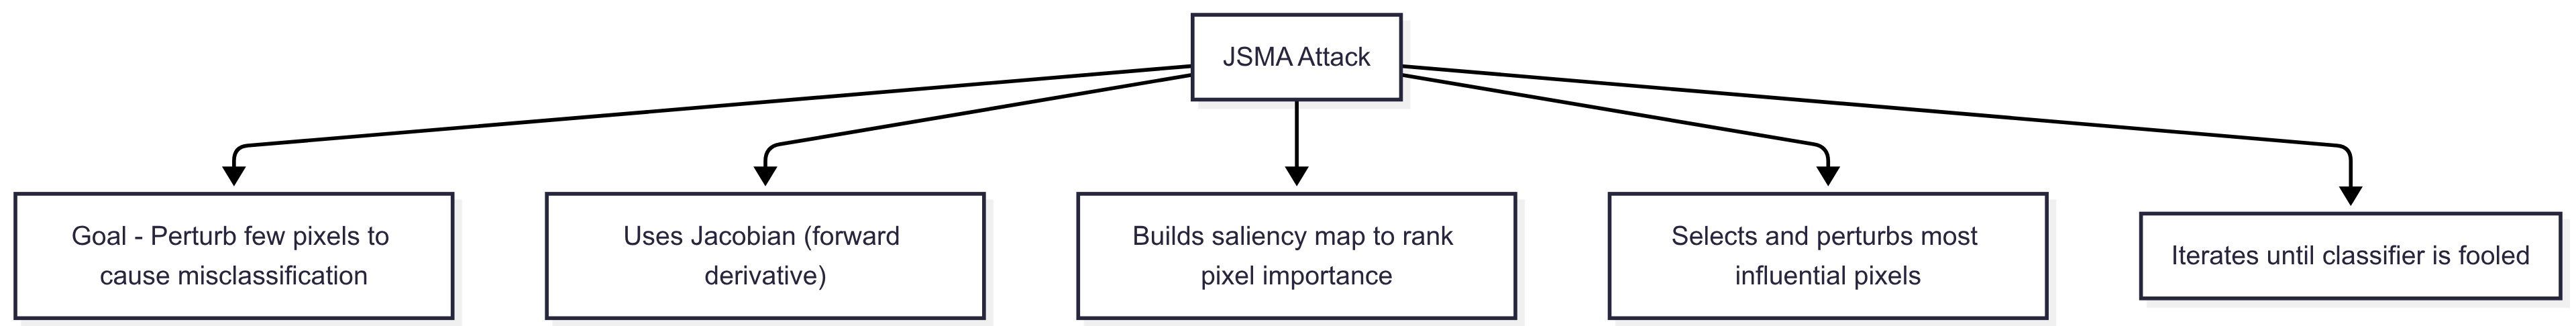 JSMA Attack
Goal - Perturb few pixels to
cause misclassification
Uses Jacobian (forward
derivative)
Builds saliency map to rank
pixel importance
Selects and perturbs most
influential pixels
Iterates until classifier is fooled